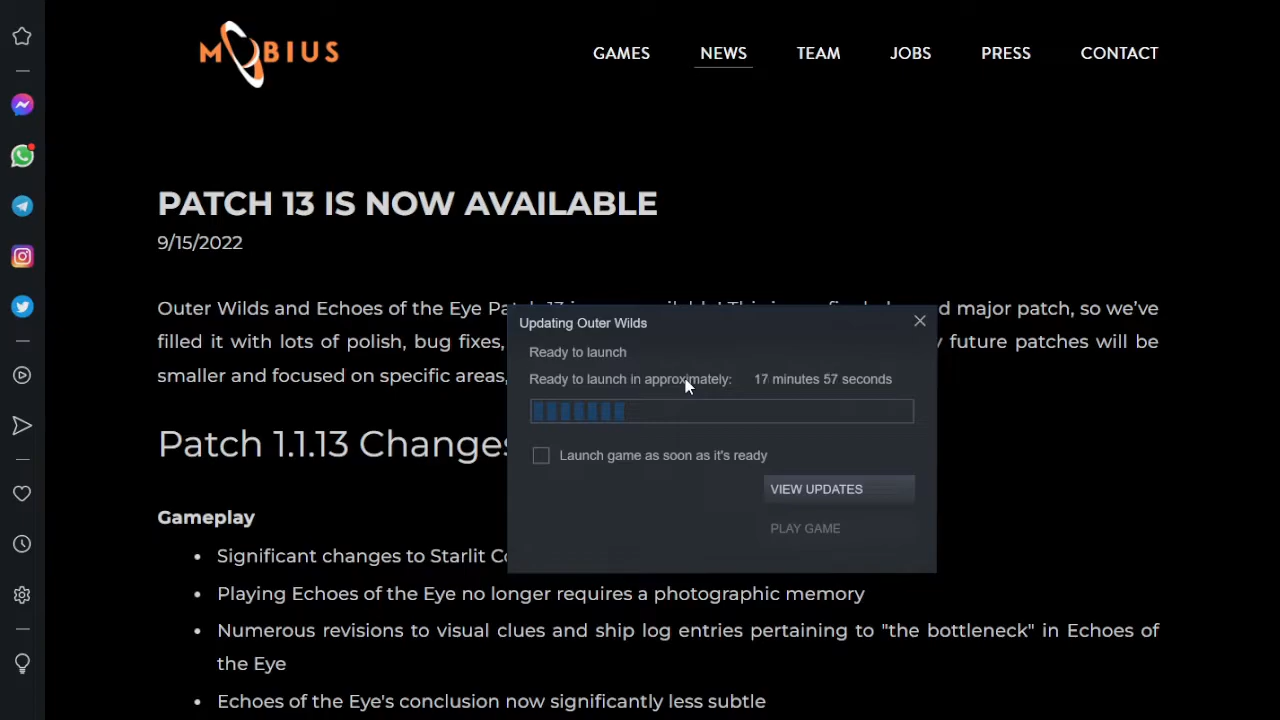 MOBIUS
GAMES NEWS TEAM JOBS PRESS CONTACT
PATCH 13 IS NOW AVAILABLE
9/15/2022
Outer Wilds and Echoes of the Eye d major patch, so we've
filled it with lots of polish, bug fixes, future patches will be
smaller and focused on specific areas,
Patch 1.1.13 Changes
Gameplay
• Significant changes to Starlit
• Playing Echoes of the Eye no longer requires a photographic memory
• Numerous revisions to visual clues and ship log entries pertaining to "the bottleneck" in Echoes of
the Eye
• Echoes of the Eye's conclusion now significantly less subtle
Updating Outer Wilds
Ready to launch
Ready to launch in approximately: 17 minutes 57 seconds
Launch game as soon as it's ready
VIEW UPDATES
PLAY GAME